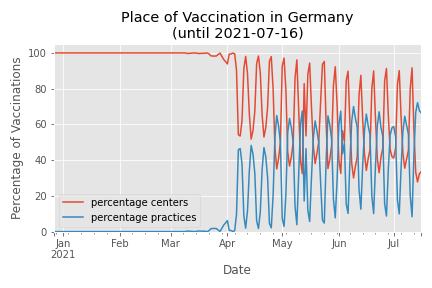 Place of Vaccination in Germany
(until 2021-07-16)
Percentage of Vaccinations
100
80
60
40
20
0
percentage centers
percentage practices
Jan Feb Mar Apr May Jun Jul
2021
Date